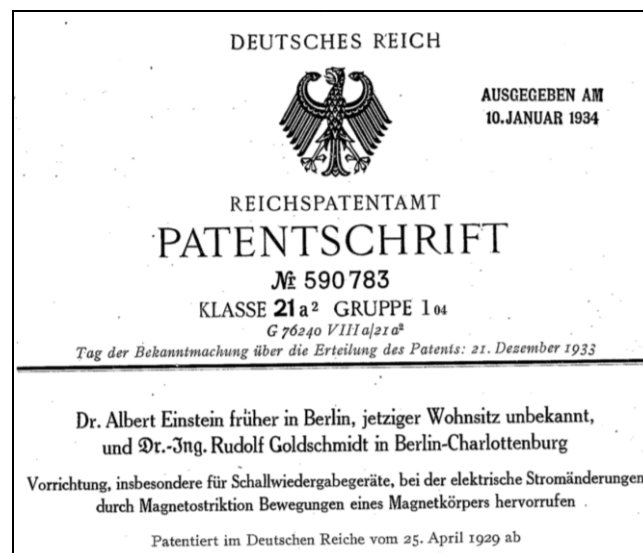 DEUTSCHES REICH
AUSGEGEBEN AM
10. JANUAR 1934
REICHSPATENTAMT
PATENTSCHRIFT
№ 590783
KLASSE 21a² GRUPPE 1 04
G 76240 VIIIa/21a²
Tag der Bekanntmachung über die Erteilung des Patents: 21. Dezember 1933
Dr. Albert Einstein früher in Berlin, jetziger Wohnsitz unbekannt,
und Dr.-Ing. Rudolf Goldschmidt in Berlin-Charlottenburg
Vorrichtung, insbesondere für Schallwiedergabegeräte, bei der elektrische Stromänderungen
durch Magnetostriktion Bewegungen eines Magnetkörpers hervorrufen
Patentiert im Deutschen Reiche vom 25. April 1929 ab